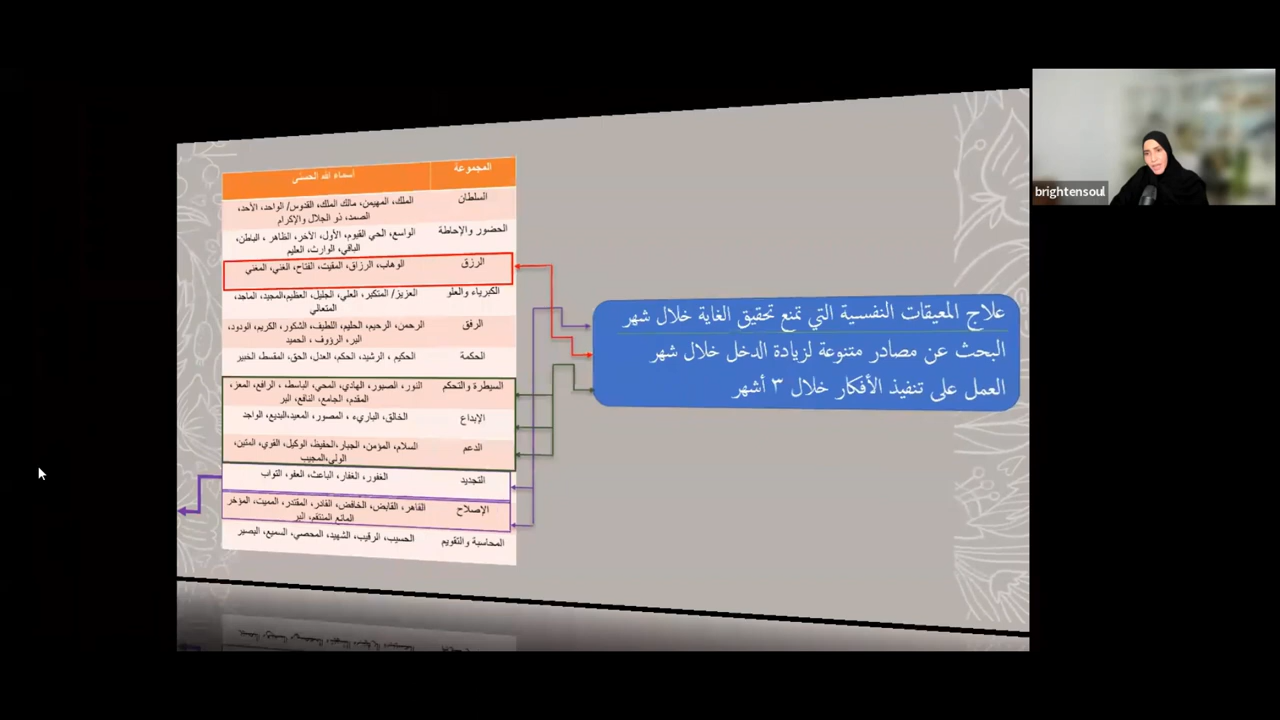 المجموعة
أسماء الله الحسنى
السلطان
الملك، المهيمن، مالك الملك، القدوس/ الواحد، الأحد،
الصمد، ذو الجلال والإكرام
الحضور والإحاطة
الواسع، الحي القيوم، الأول، الآخر، الظاهر ، الباطن،
الباقي، الوارث، العليم
الرزق
الوهاب، الرزاق، المقيت، الفتاح، الغني، المغني
الكبرياء والعلو
العزيز/ المتكبر، العلي، الجليل، العظيم،المجيد، الماجد،
المتعالي
الرفق
الرحمن، الرحيم، الحليم، اللطيف، الشكور، الكريم، الودود،
البر، الرؤوف ، الحميد
الحكمة
الحكيم ، الرشيد، الحكم، العدل، الحق، المقسط، الخبير
السيطرة والتحكم
النور، الصبور، الهادي، المحي، الباسط ، الرافع، المعز،
المقدم، الجامع، النافع، البر
الإبداع
الخالق، الباريء ، المصور، المعيد،البديع، الواجد
الدعم
السلام، المؤمن، الجبار،الحفيظ، الوكيل، القوي، المتين،
الولي،المجيب
التجديد
الغفور، الغفار، الباعث، العفو، التواب
الإصلاح
القاهر، القابض، الخافض، القادر، المقتدر، المميت، المؤخر
المانع المنتقم، البر
المحاسبة والتقويم
الحسيب، الرقيب، الشهيد، المحصي، السميع، البصير
علاج المعيقات النفسية التي تمنع تحقيق الغاية خلال شهر
البحث عن مصادر متنوعة لزيادة الدخل خلال شهر
العمل على تنفيذ الأفكار خلال ٣ أشهر
brightensoul